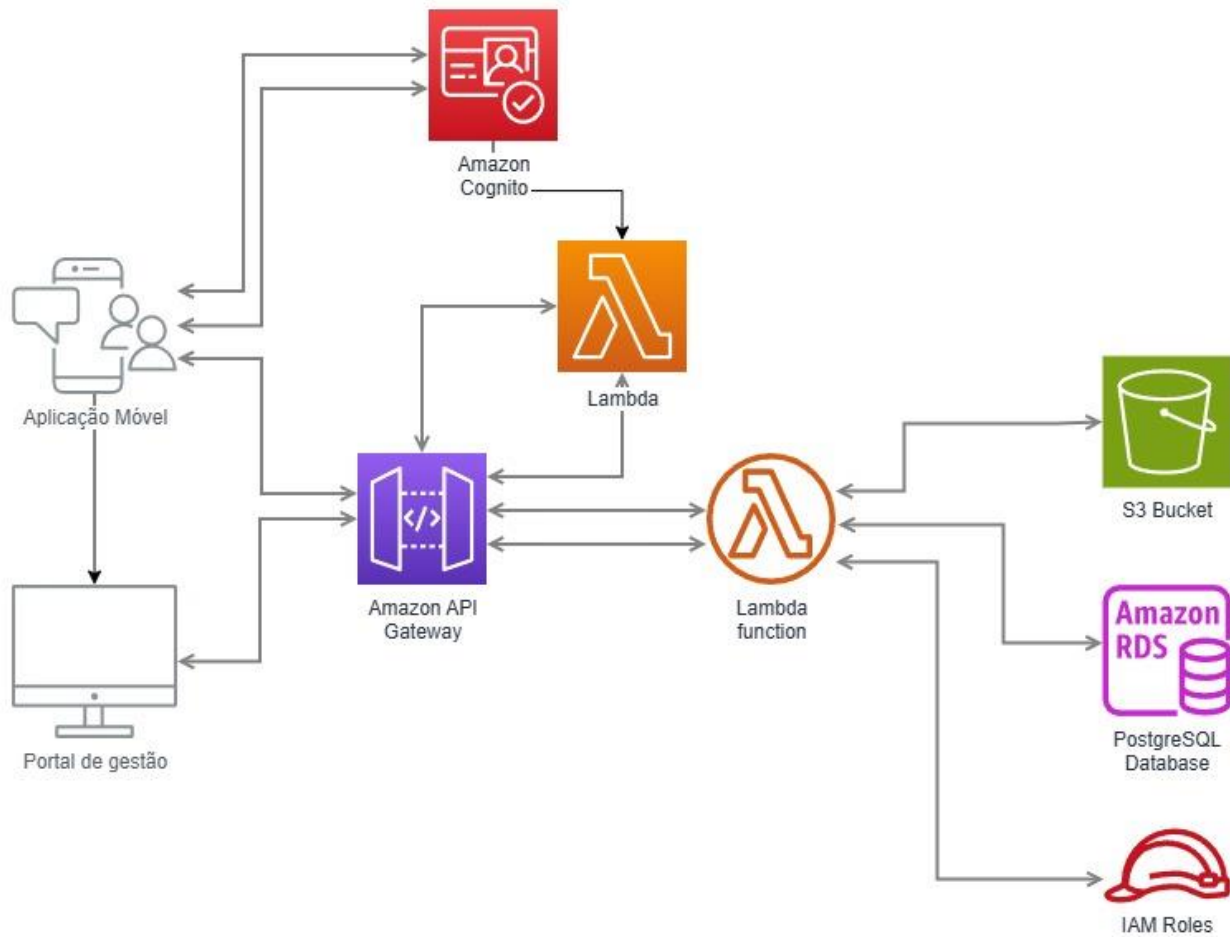 Amazon
Cognito
Lambda
Aplicação Móvel
</>
Amazon API
Gateway
Lambda
function
S3 Bucket
Amazon
RDS
PostgreSQL
Database
Portal de gestão
IAM Roles